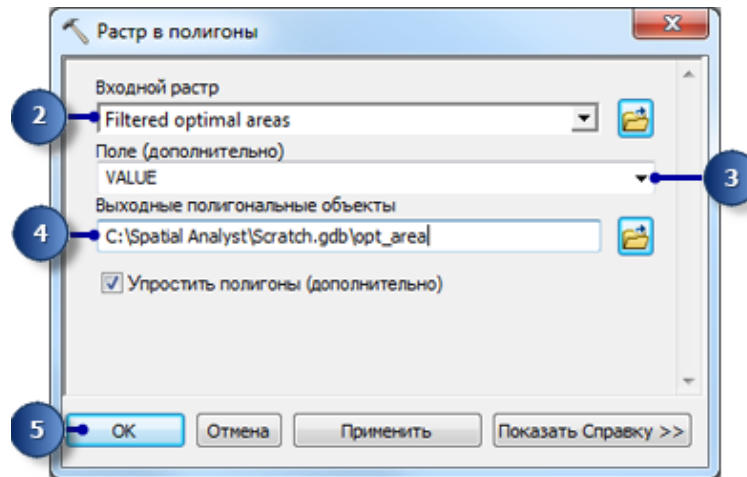 Растр в полигоны
Входной растр
2
Filtered optimal areas
Поле (дополнительно)
VALUE
3
Выходные полигональные объекты
4
C:\Spatial Analyst\Scratch.gdb\opt_area
Упростить полигоны (дополнительно)
5
OK
Отмена
Применить
Показать Справку >>